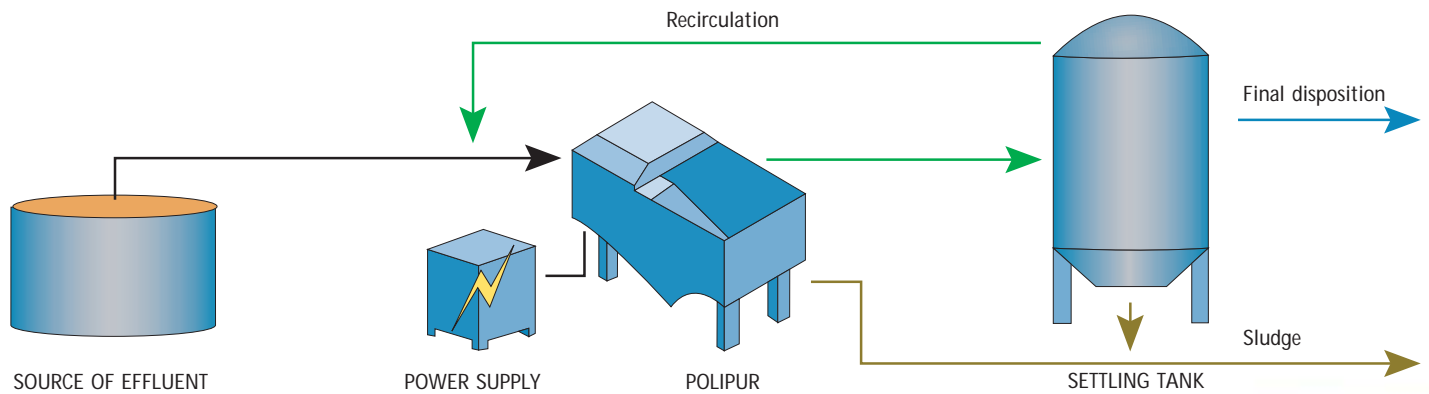 Recirculation
Final disposition
Sludge
SOURCE OF EFFLUENT
POWER SUPPLY
POLIPUR
SETTLING TANK